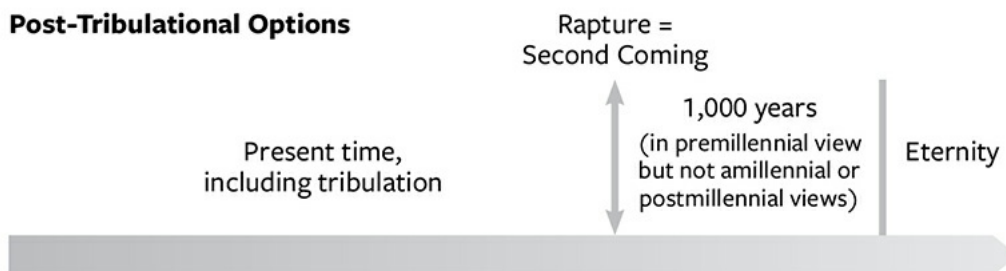 Post-Tribulational Options
Rapture =
Second Coming
Present time,
including tribulation
1,000 years
(in premillennial view
but not amillennial or
postmillennial views)
Eternity